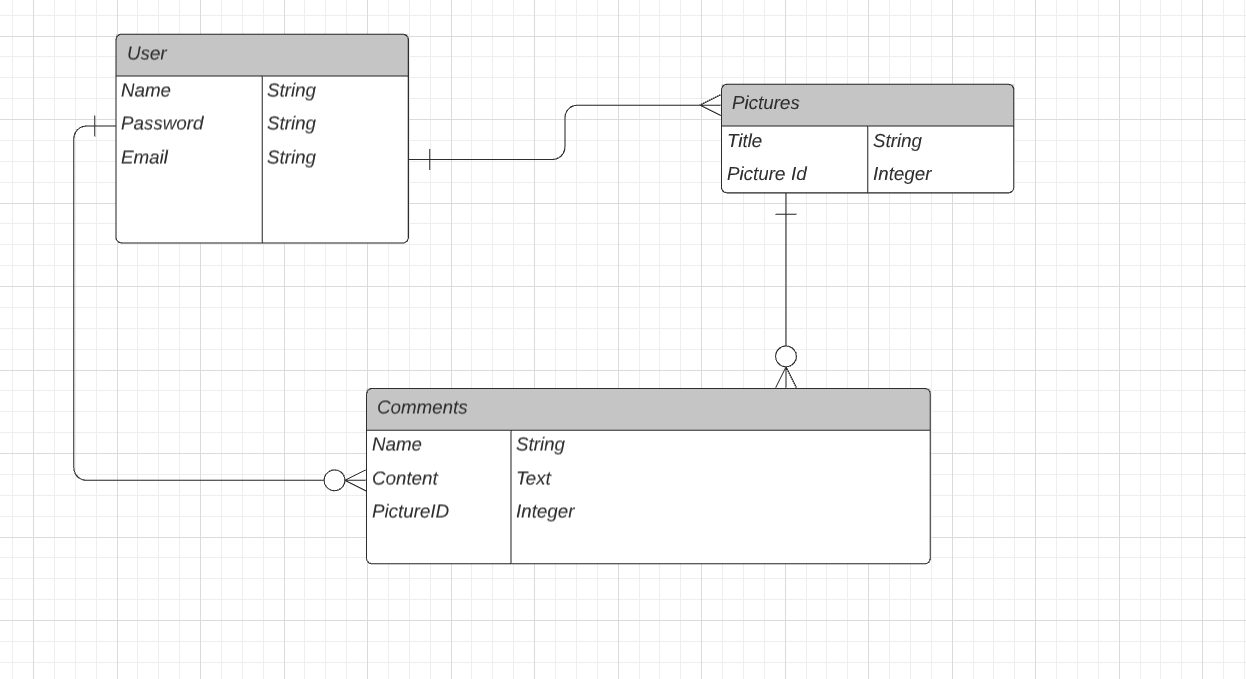 User
Name String
Password String
Email String
Pictures
Title String
Picture Id Integer
Comments
Name String
Content Text
PictureID Integer